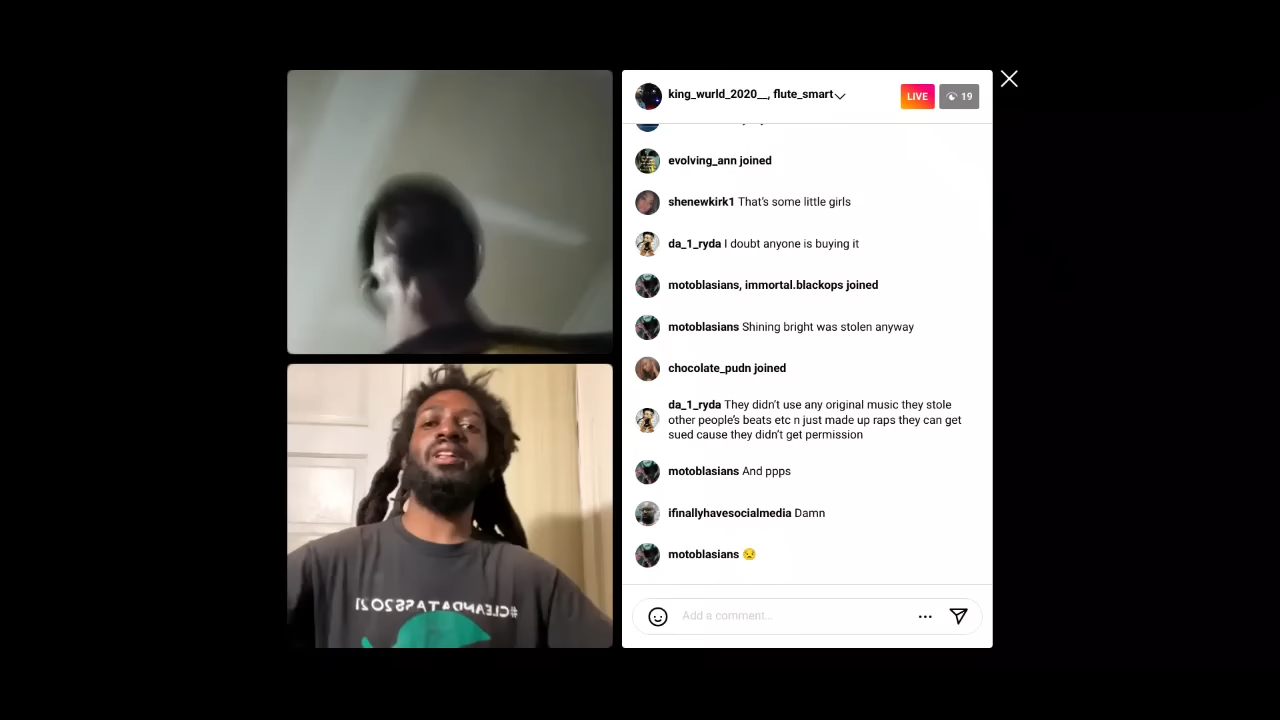 king_wurld_2020__, flute_smart
LIVE
19
evolving_ann joined
shenewkirk1 That's some little girls
da_1_ryda I doubt anyone is buying it
motoblasians, immortal.blackops joined
motoblasians Shining bright was stolen anyway
chocolate_pudn joined
da_1_ryda They didn't use any original music they stole
other people's beats etc n just made up raps they can get
sued cause they didn't get permission
motoblasians And ppps
ifinallyhavesocialmedia Damn
motoblasians 😒
Add a comment...
#CLEANDATASS2021